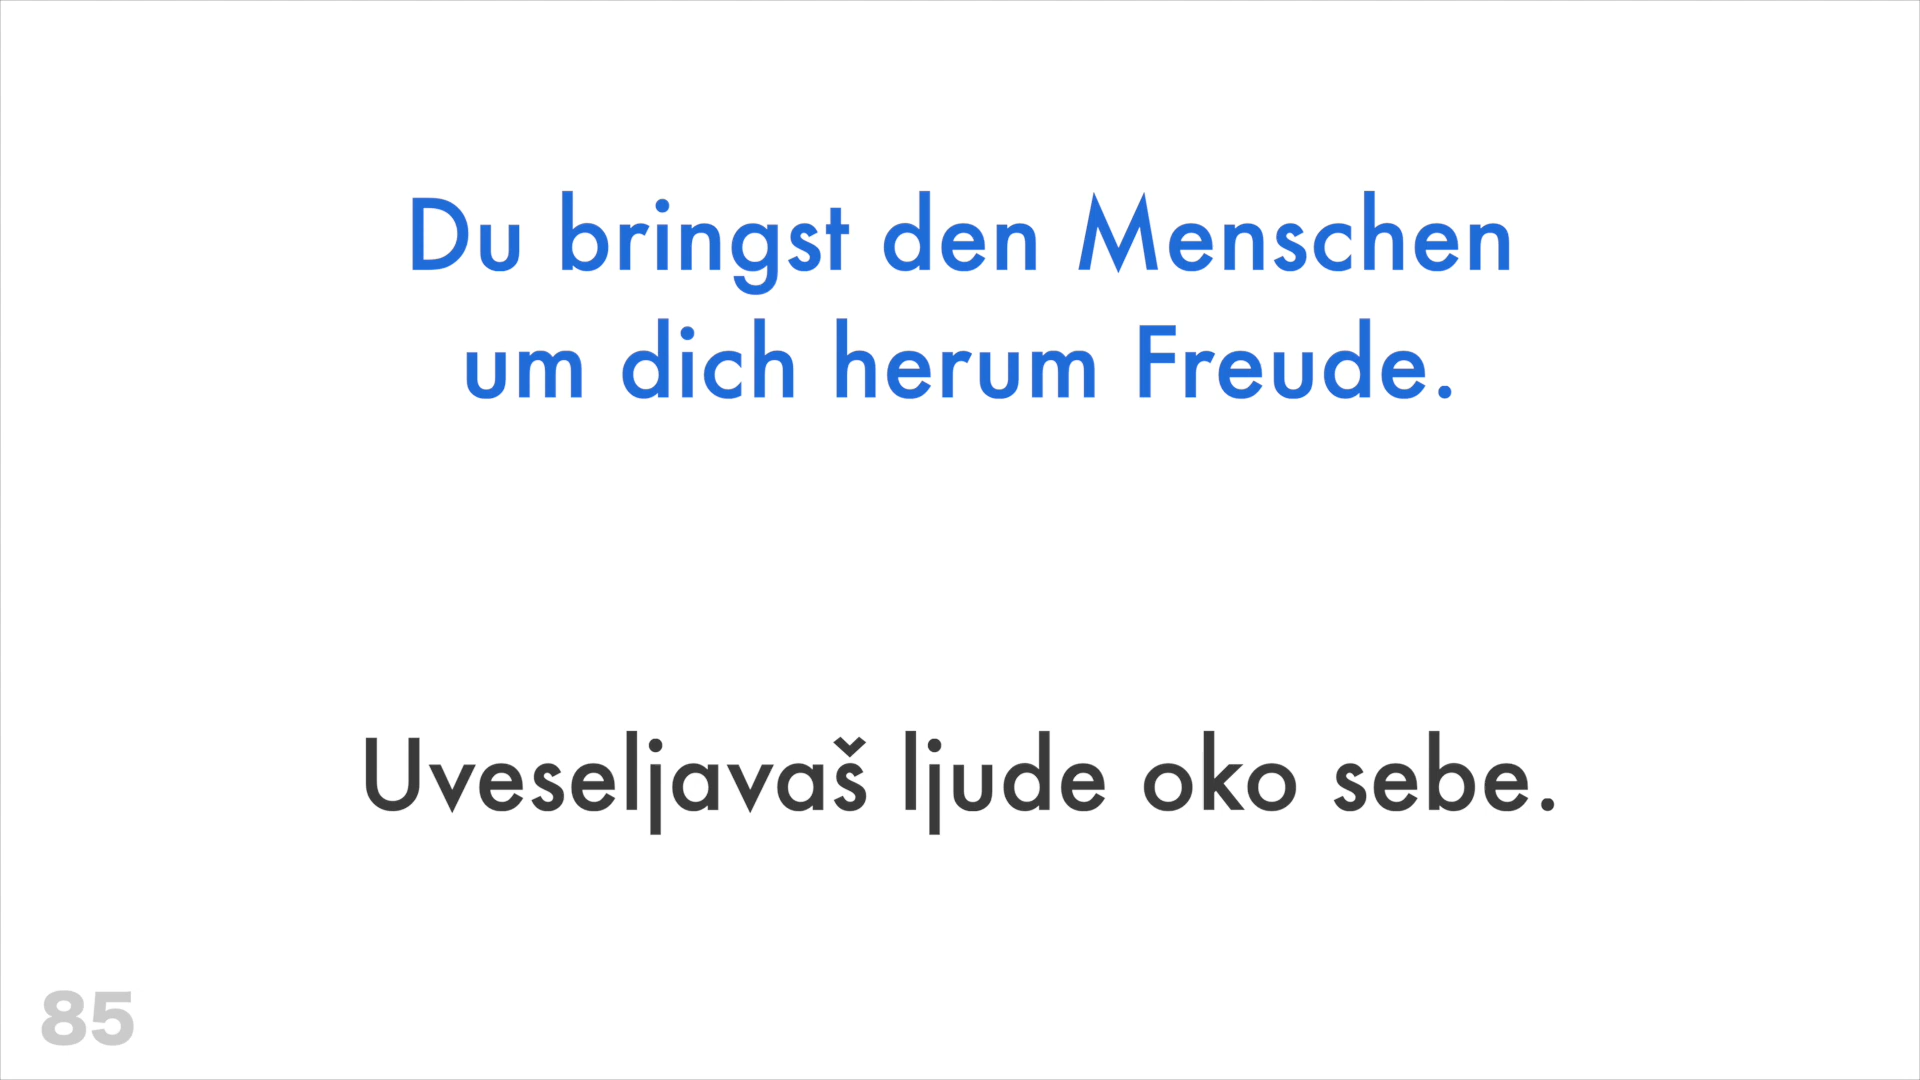 Du bringst den Menschen
um dich herum Freude.
Uveseljavaš ljude oko sebe.
85